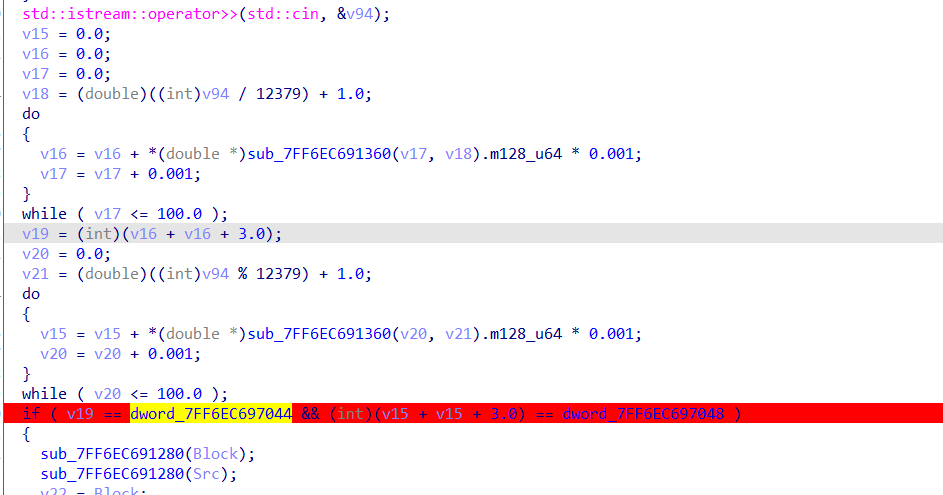 std::istream::operator>>(std::cin, &v94);
v15 = 0.0;
v16 = 0.0;
v17 = 0.0;
v18 = (double)((int)v94 / 12379) + 1.0;
do
{
v16 = v16 + *(double *)sub_7FF6EC691360(v17, v18).m128_u64 * 0.001;
v17 = v17 + 0.001;
}
while ( v17 <= 100.0 );
v19 = (int)(v16 + v16 + 3.0);
v20 = 0.0;
v21 = (double)((int)v94 % 12379) + 1.0;
do
{
v15 = v15 + *(double *)sub_7FF6EC691360(v20, v21).m128_u64 * 0.001;
v20 = v20 + 0.001;
}
while ( v20 <= 100.0 );
if ( v19 == dword_7FF6EC697044 && (int)(v15 + v15 + 3.0) == dword_7FF6EC697048 )
{
sub_7FF6EC691280(Block);
sub_7FF6EC691280(Src);
v22 = Block;